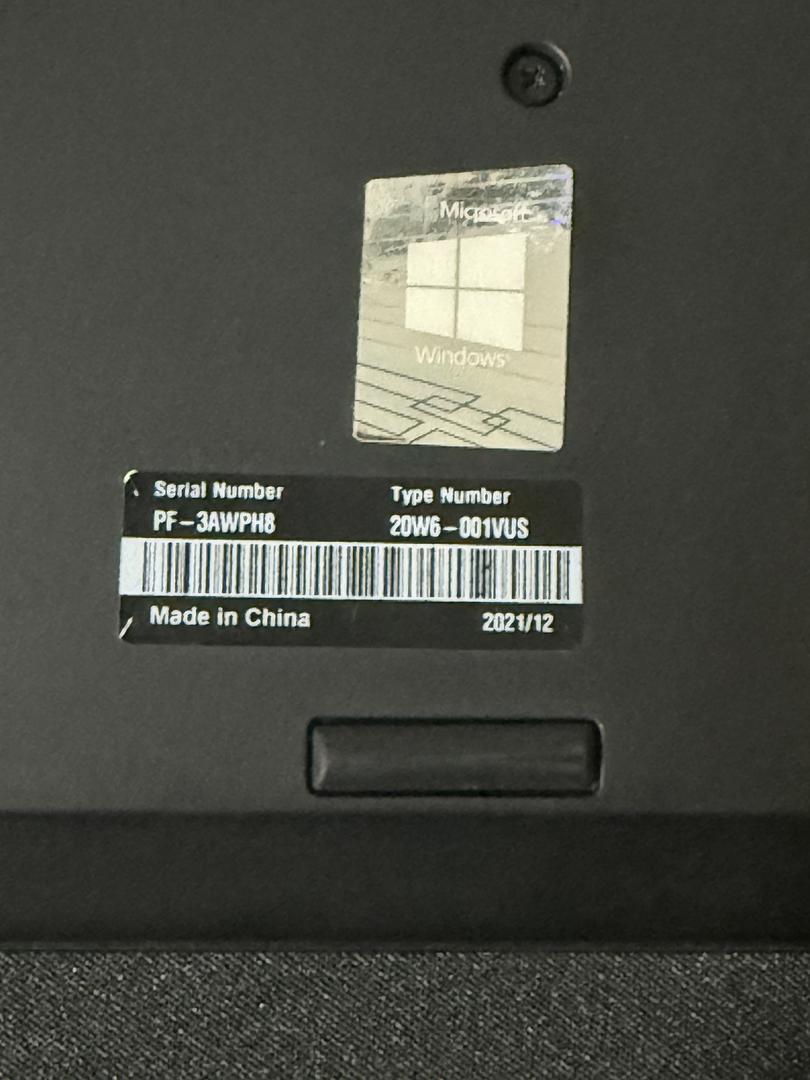 Microsoft
Windows
Serial Number Type Number
PF-3AWPH8 20W6-001VUS
Made in China 2021/12